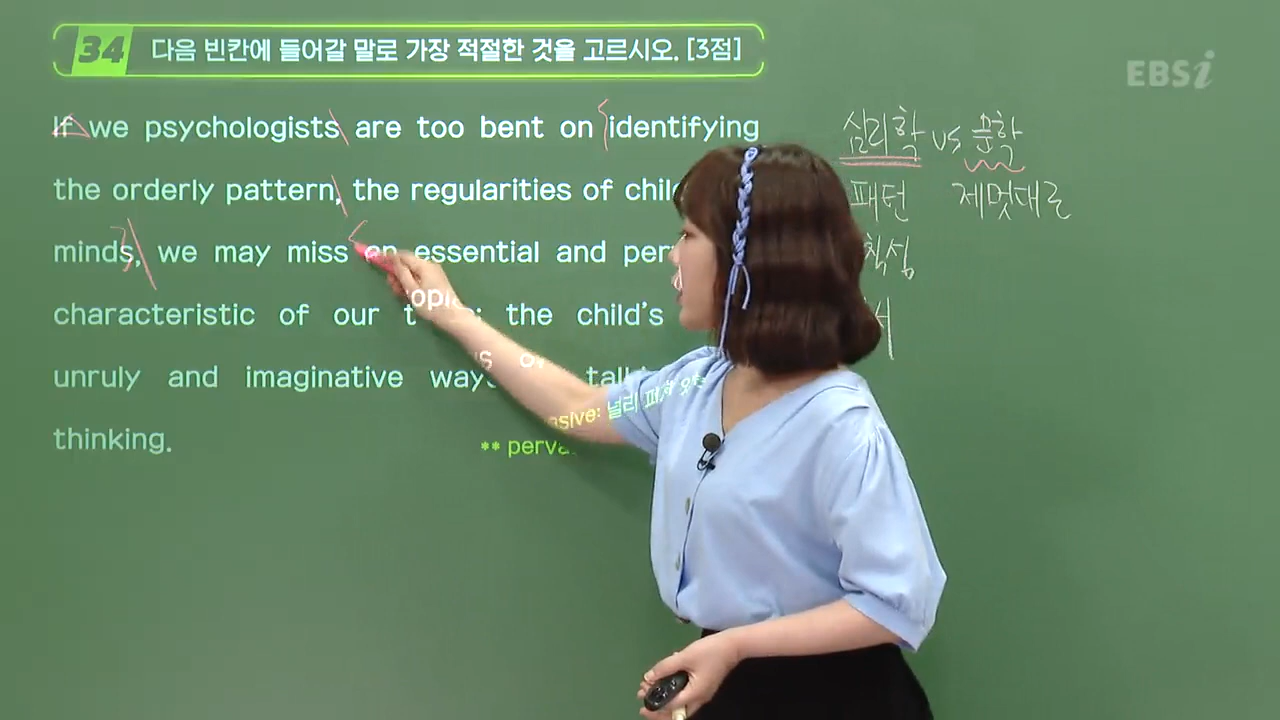 34 다음 빈칸에 들어갈 말로 가장 적절한 것을 고르시오. [3점]
EBSi
If we psychologists are too bent on identifying
the orderly pattern, the regularities of
minds, we may miss an essential and
characteristic of our the child's
unruly and imaginative ways
thinking.
** 널리
심리학 vs 문학
패턴 제멋대로